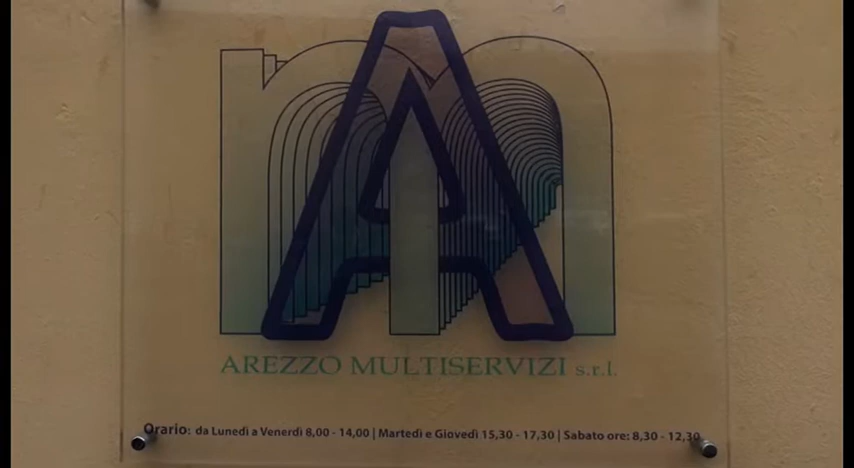 Am
AREZZO MULTISERVIZI s.r.l.
Orario: da Lunedì a Venerdì 8,00 - 14,00 | Martedì e Giovedì 15,30 - 17,30 | Sabato ore: 8,30 - 12,30